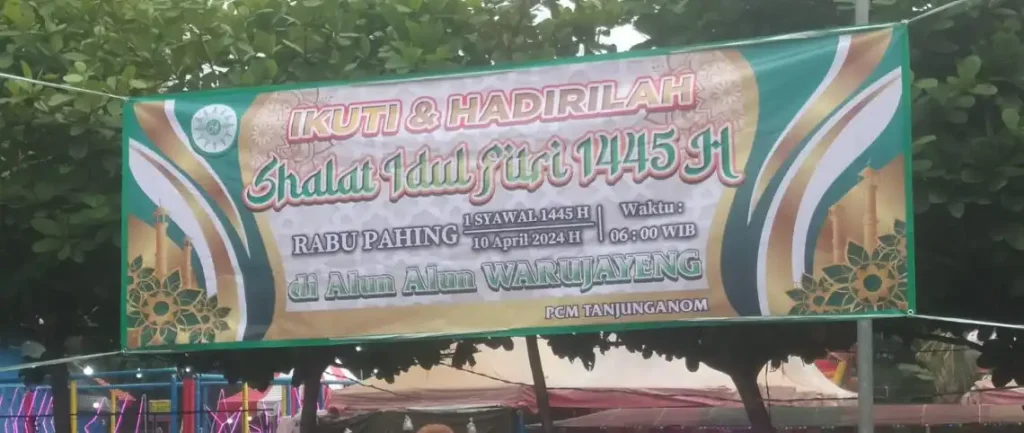 IKUTI & HADIRILAH
Shalat Idul fitri 1445 H
RABU PAHING 1 SYAWAL 1445 H Waktu :
10 April 2024 H 06 : 00 WIB
di Alun Alun WARUJAYENG
PCM TANJUNGANOM